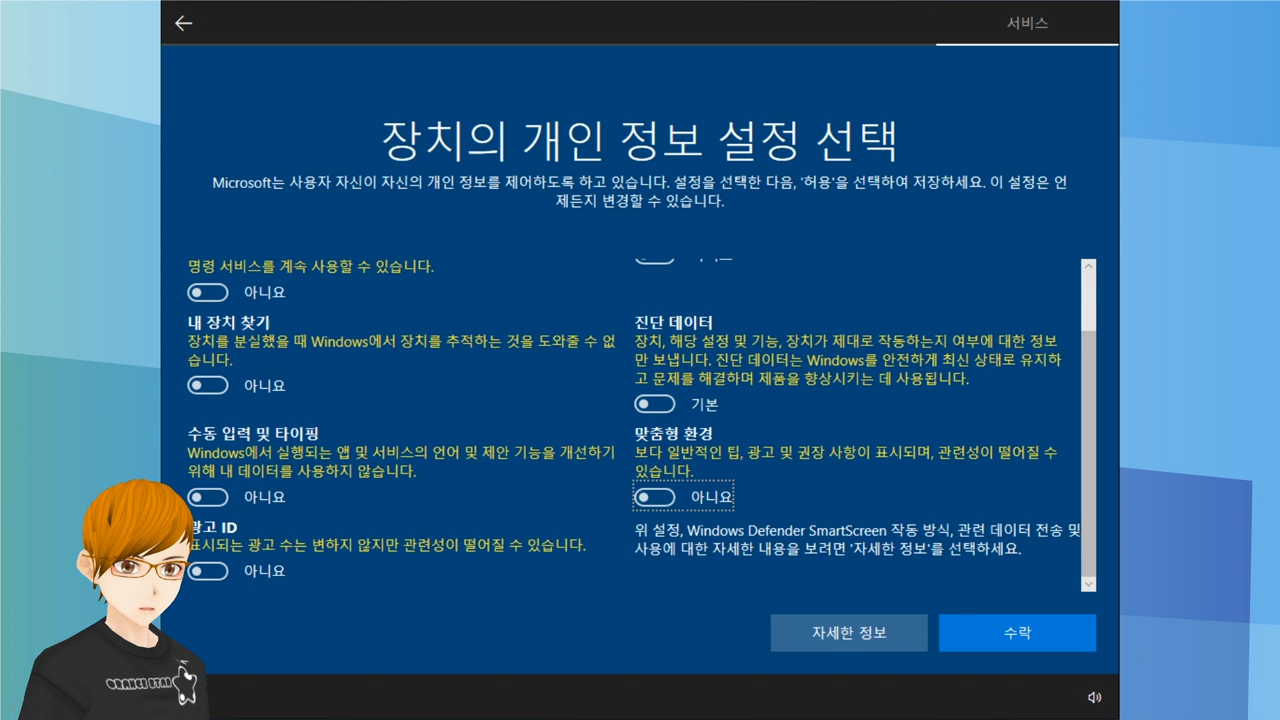 서비스
장치의 개인 정보 설정 선택
Microsoft는 사용자 자신이 자신의 개인 정보를 제어하도록 하고 있습니다. 설정을 선택한 다음, '허용'을 선택하여 저장하세요. 이 설정은 언
제든지 변경할 수 있습니다.
명령 서비스를 계속 사용할 수 있습니다.
아니요
내 장치 찾기
장치를 분실했을 때 Windows에서 장치를 추적하는 것을 도와줄 수 없
습니다.
아니요
수동 입력 및 타이핑
Windows에서 실행되는 앱 및 서비스의 언어 및 제안 기능을 개선하기
위해 내 데이터를 사용하지 않습니다.
아니요
광고 ID
표시되는 광고 수는 변하지 않지만 관련성이 떨어질 수 있습니다.
아니요
진단 데이터
장치, 해당 설정 및 기능, 장치가 제대로 작동하는지 여부에 대한 정보
만 보냅니다. 진단 데이터는 Windows를 안전하게 최신 상태로 유지하
고 문제를 해결하며 제품을 향상시키는 데 사용됩니다.
기본
맞춤형 환경
보다 일반적인 팁, 광고 및 권장 사항이 표시되며, 관련성이 떨어질 수
있습니다.
아니요
위 설정, Windows Defender SmartScreen 작동 방식, 관련 데이터 전송 및
사용에 대한 자세한 내용을 보려면 '자세한 정보'를 선택하세요.
자세한 정보
수락
ORANGE STAR